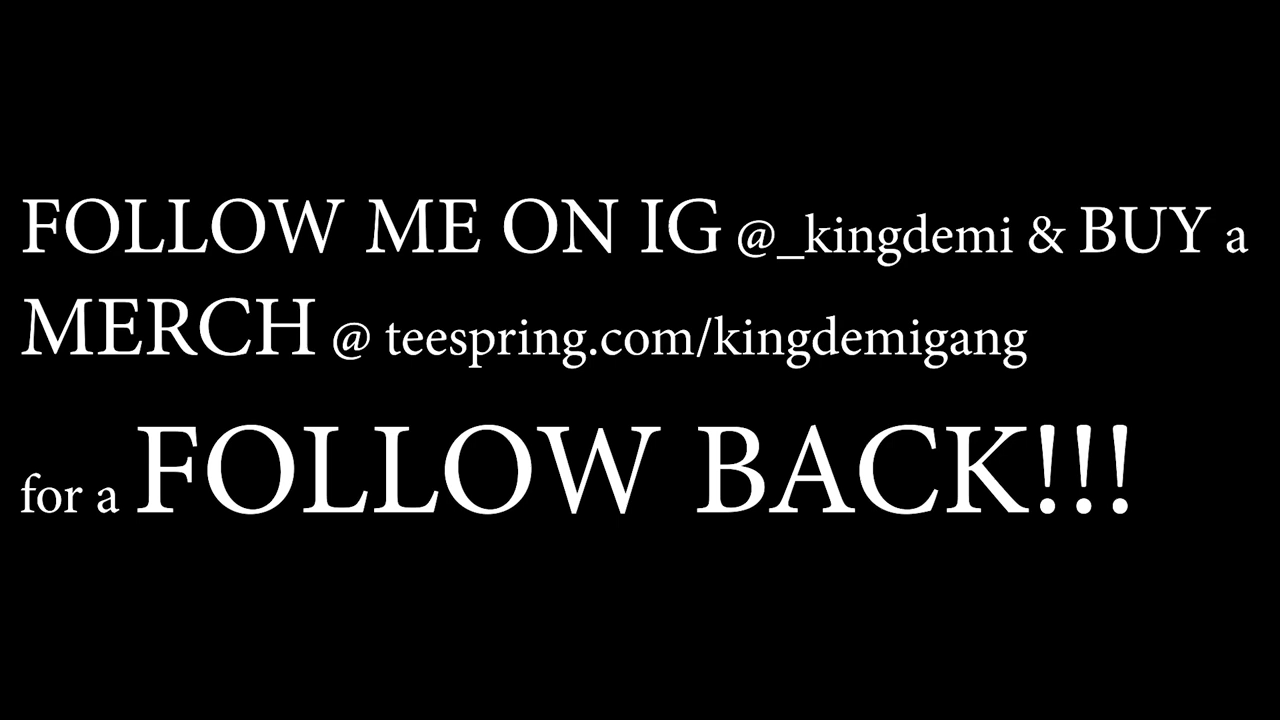 FOLLOW ME ON IG @_kingdemi & BUY a
MERCH @ teespring.com/kingdemigang
for a FOLLOW BACK!!!